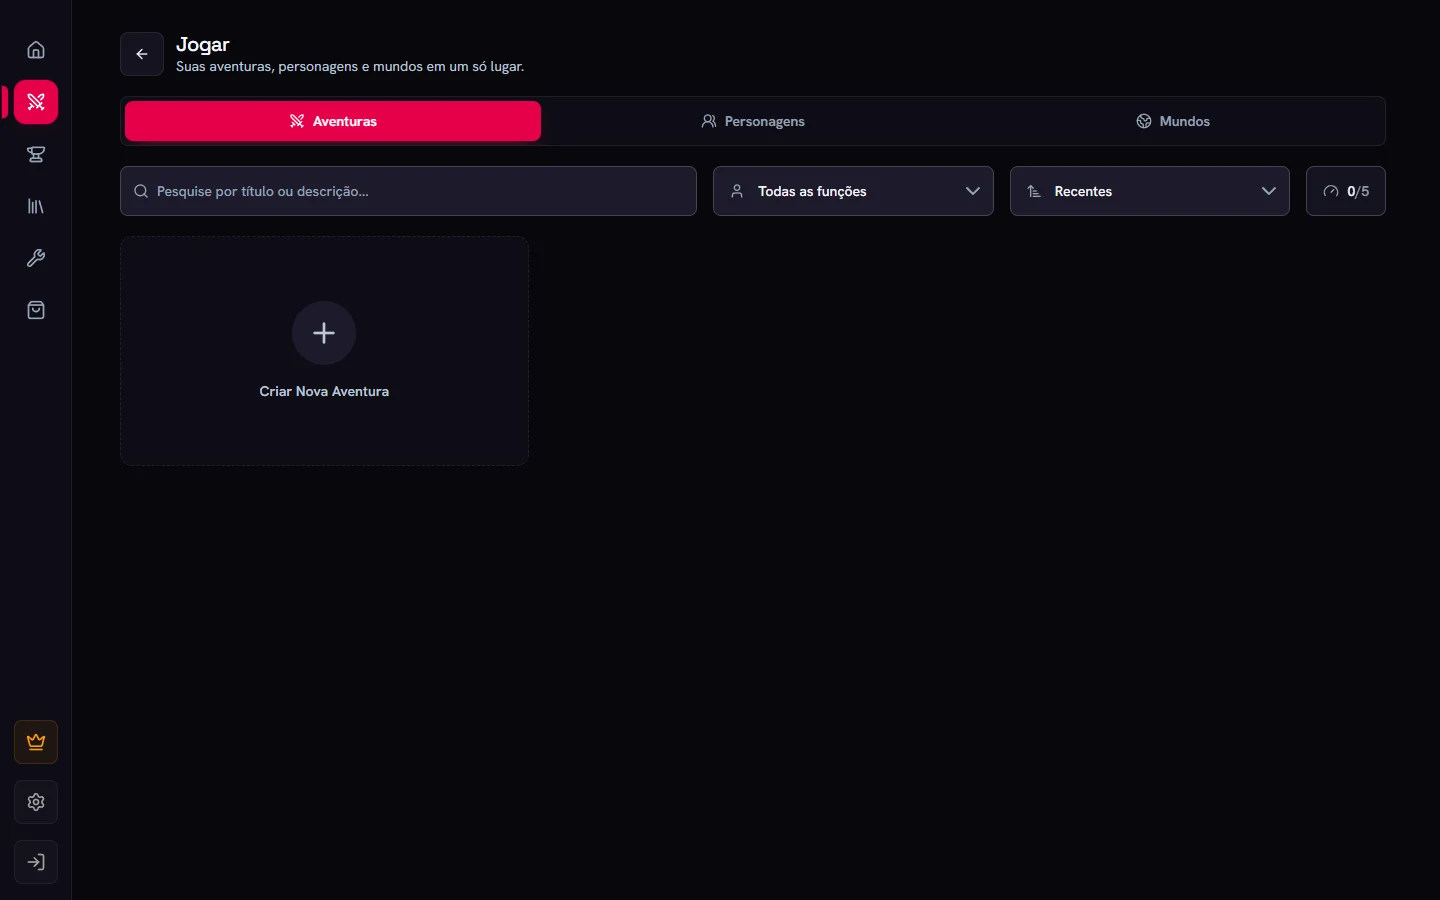 Jogar
Suas aventuras, personagens e mundos em um só lugar.
Aventuras
Personagens
Mundos
Pesquise por título ou descrição...
Todas as funções
Recentes
0/5
Criar Nova Aventura